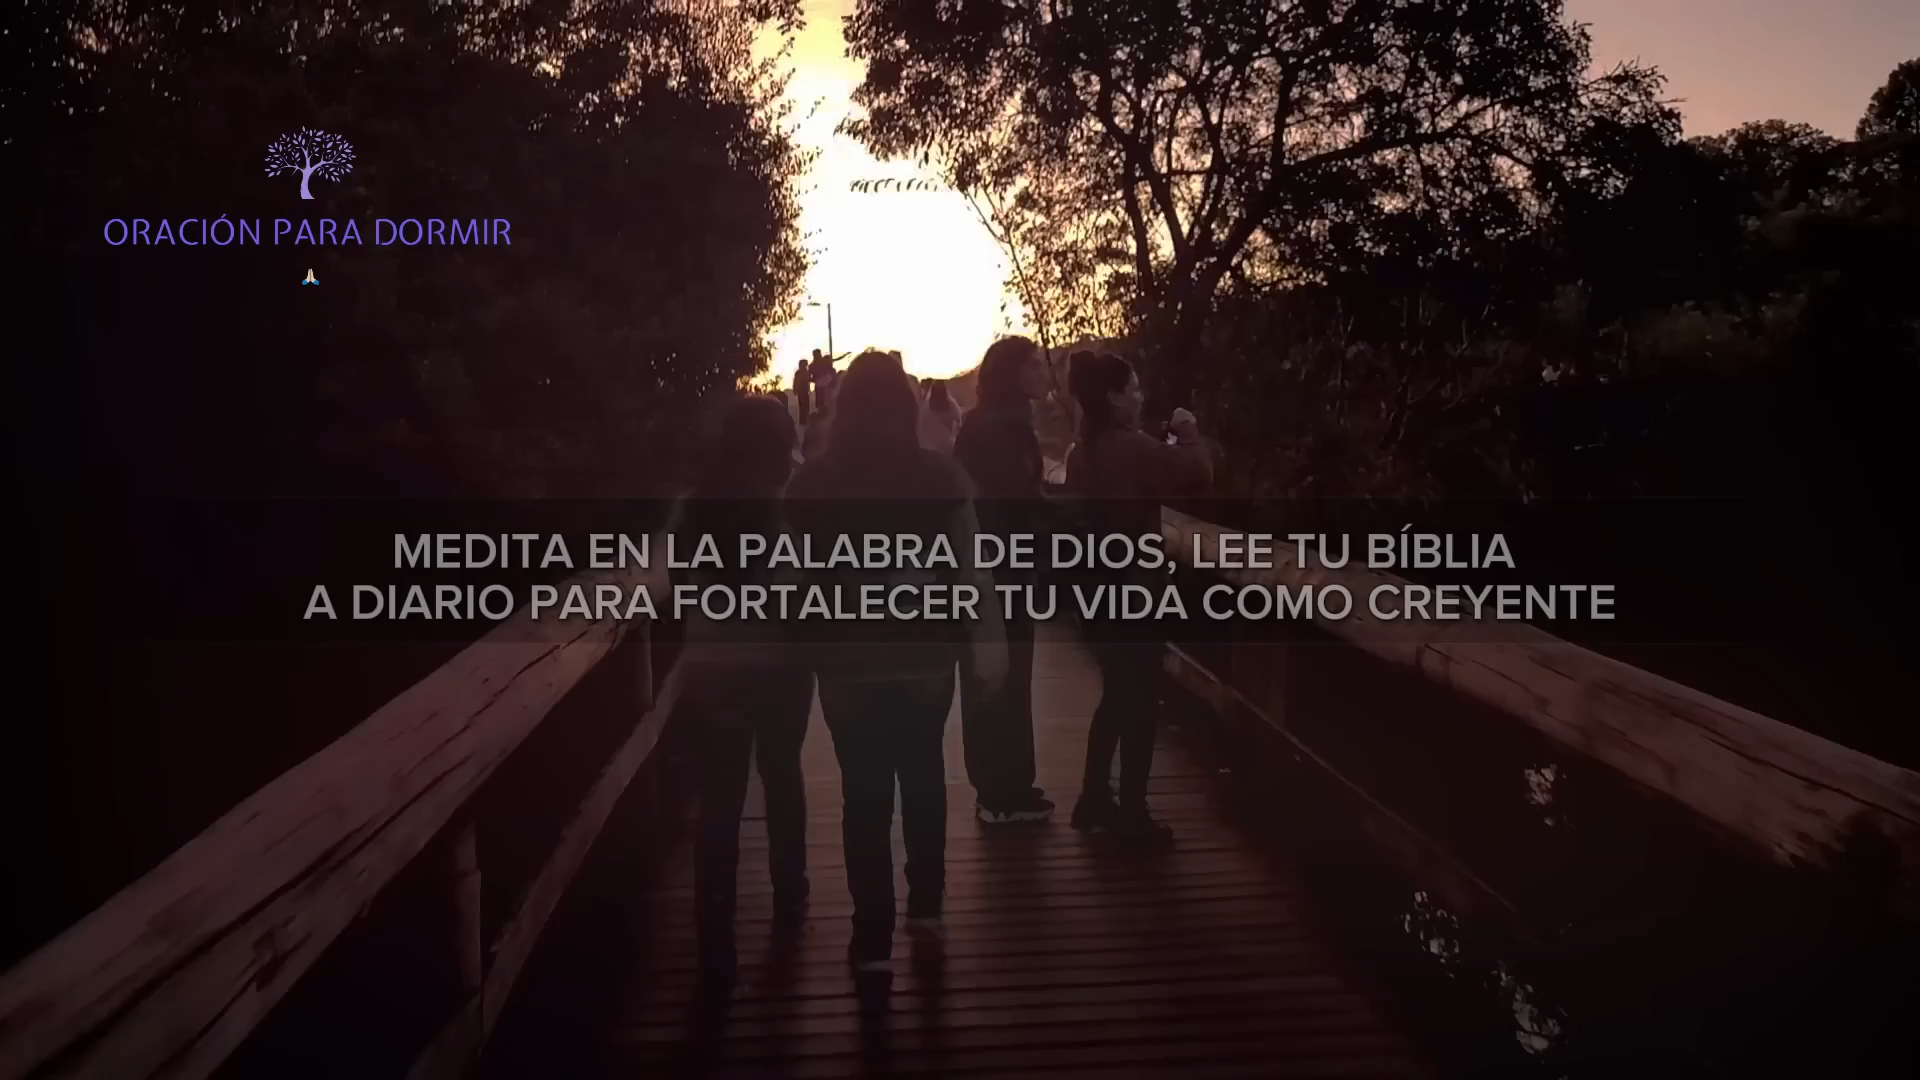 ORACIÓN PARA DORMIR
MEDITA EN LA PALABRA DE DIOS, LEE TU BÍBLIA
A DIARIO PARA FORTALECER TU VIDA COMO CREYENTE